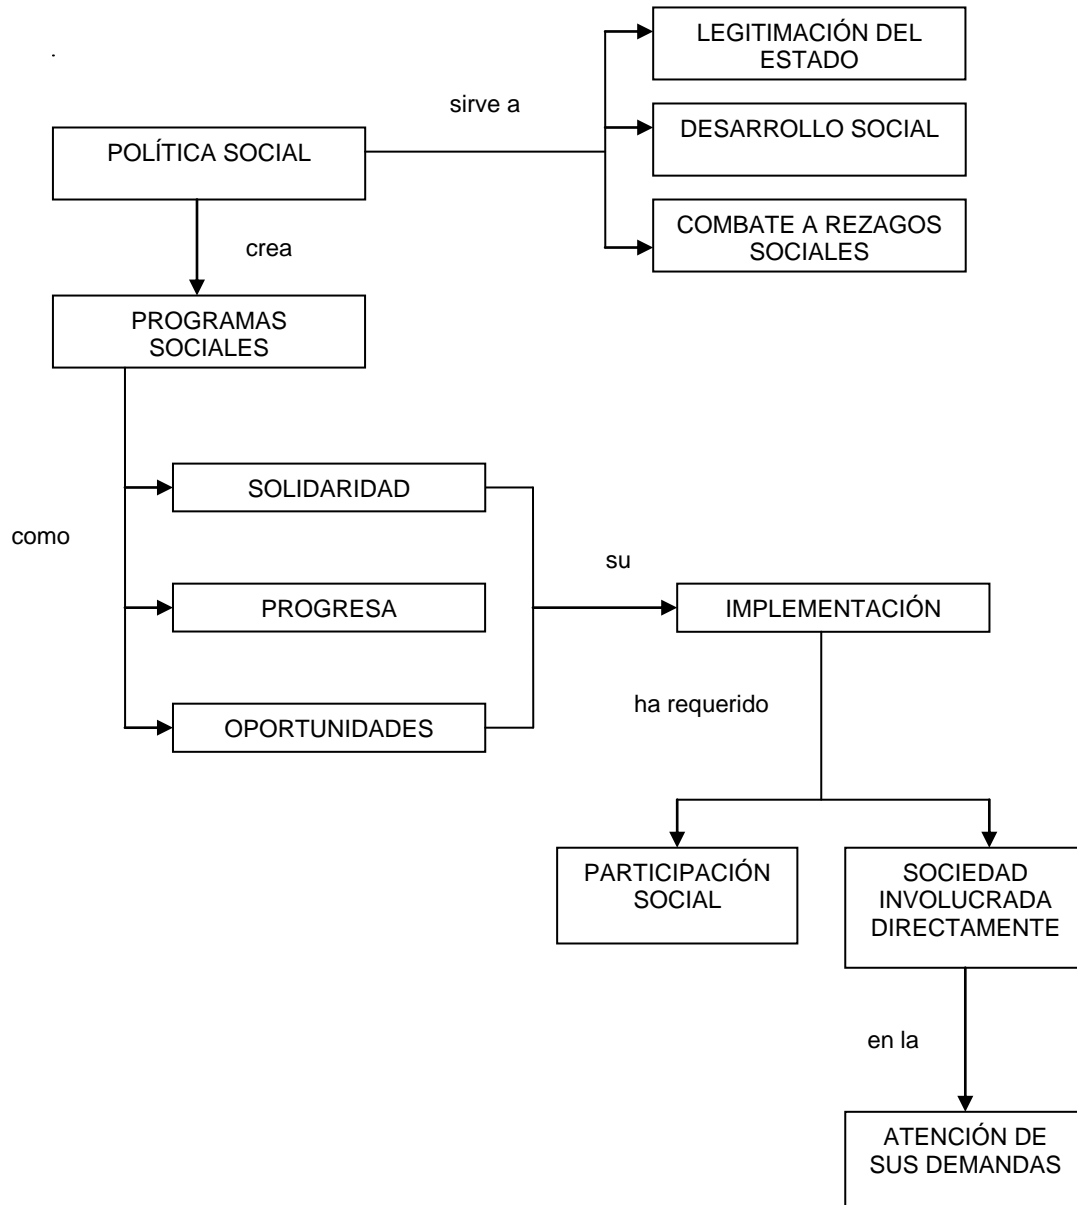 LEGITIMACIÓN DEL
ESTADO
sirve a
DESARROLLO SOCIAL
POLÍTICA SOCIAL
COMBATE A REZAGOS
SOCIALES
crea
PROGRAMAS
SOCIALES
SOLIDARIDAD
como
su
PROGRESA
IMPLEMENTACIÓN
ha requerido
OPORTUNIDADES
PARTICIPACIÓN
SOCIAL
SOCIEDAD
INVOLUCRADA
DIRECTAMENTE
en la
ATENCIÓN DE
SUS DEMANDAS